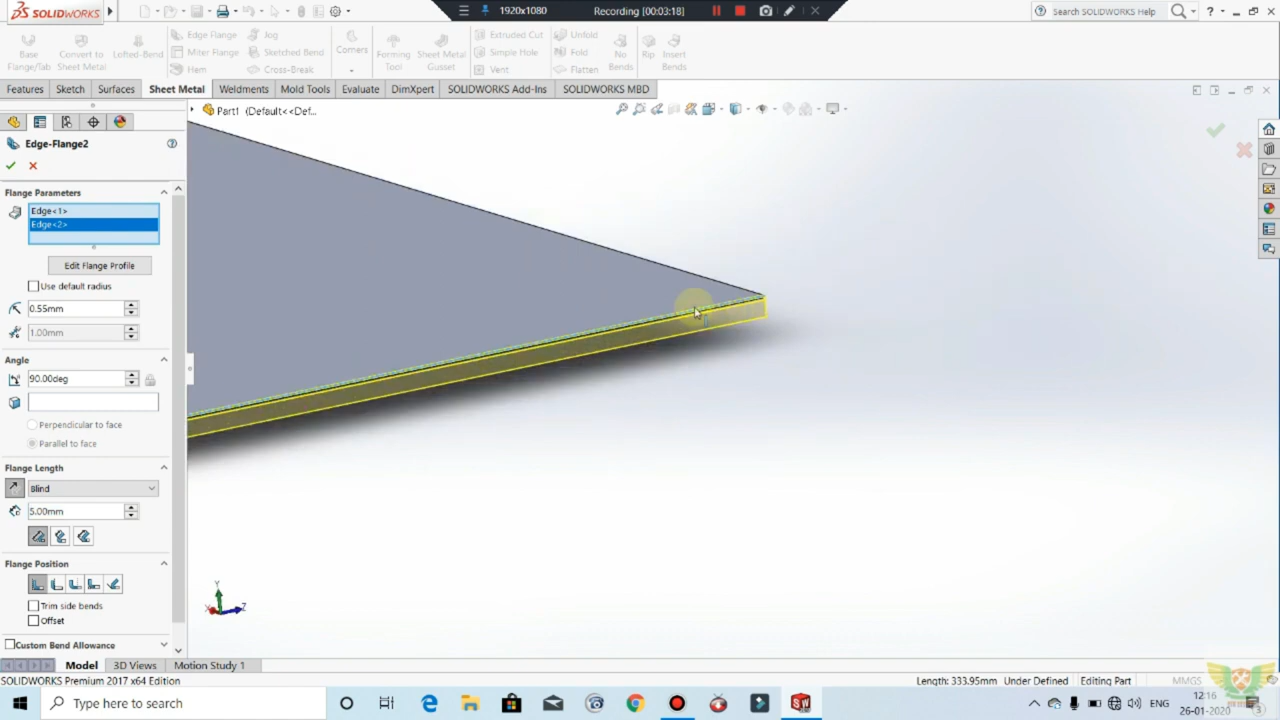 SOLIDWORKS
1920x1080
Recording [00:03:18]
Search SOLIDWORKS Help
Base
Flange/Tab
Convert to
Sheet Metal
Lofted-Bend
Edge Flange
Miter Flange
Hem
Jog
Sketched Bend
Cross-Break
Corners
Forming
Tool
Sheet Metal
Gusset
Extruded Cut
Simple Hole
Vent
Unfold
Fold
Flatten
No
Bends
Rip
Insert
Bends
Features
Sketch
Surfaces
Sheet Metal
Weldments
Mold Tools
Evaluate
DimXpert
SOLIDWORKS Add-Ins
SOLIDWORKS MBD
Part1 (Default<<Def...
Edge-Flange2
Flange Parameters
Edge<1>
Edge<2>
Edit Flange Profile
Use default radius
0.55mm
1.00mm
Angle
90.00deg
Perpendicular to face
Parallel to face
Flange Length
Blind
5.00mm
Flange Position
Trim side bends
Offset
Custom Bend Allowance
Y
X
Z
Model
3D Views
Motion Study 1
SOLIDWORKS Premium 2017 x64 Edition
Length: 333.95mm
Under Defined
Editing Part
MMGS
Type here to search
ENG
12:16
26-01-2020
3